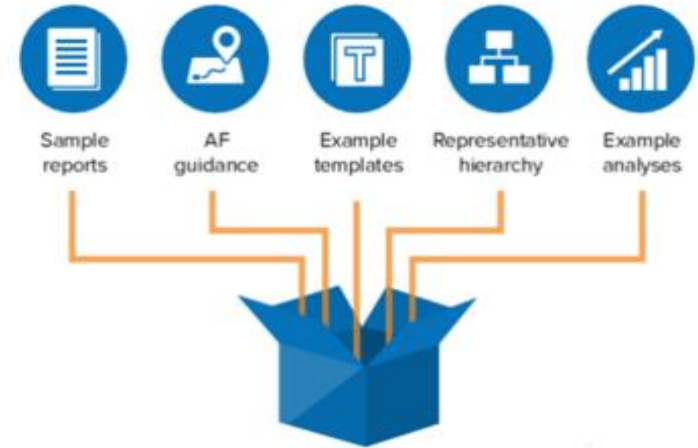 Sample
reports
AF
guidance
T
Example
templates
Representative
hierarchy
Example
analyses